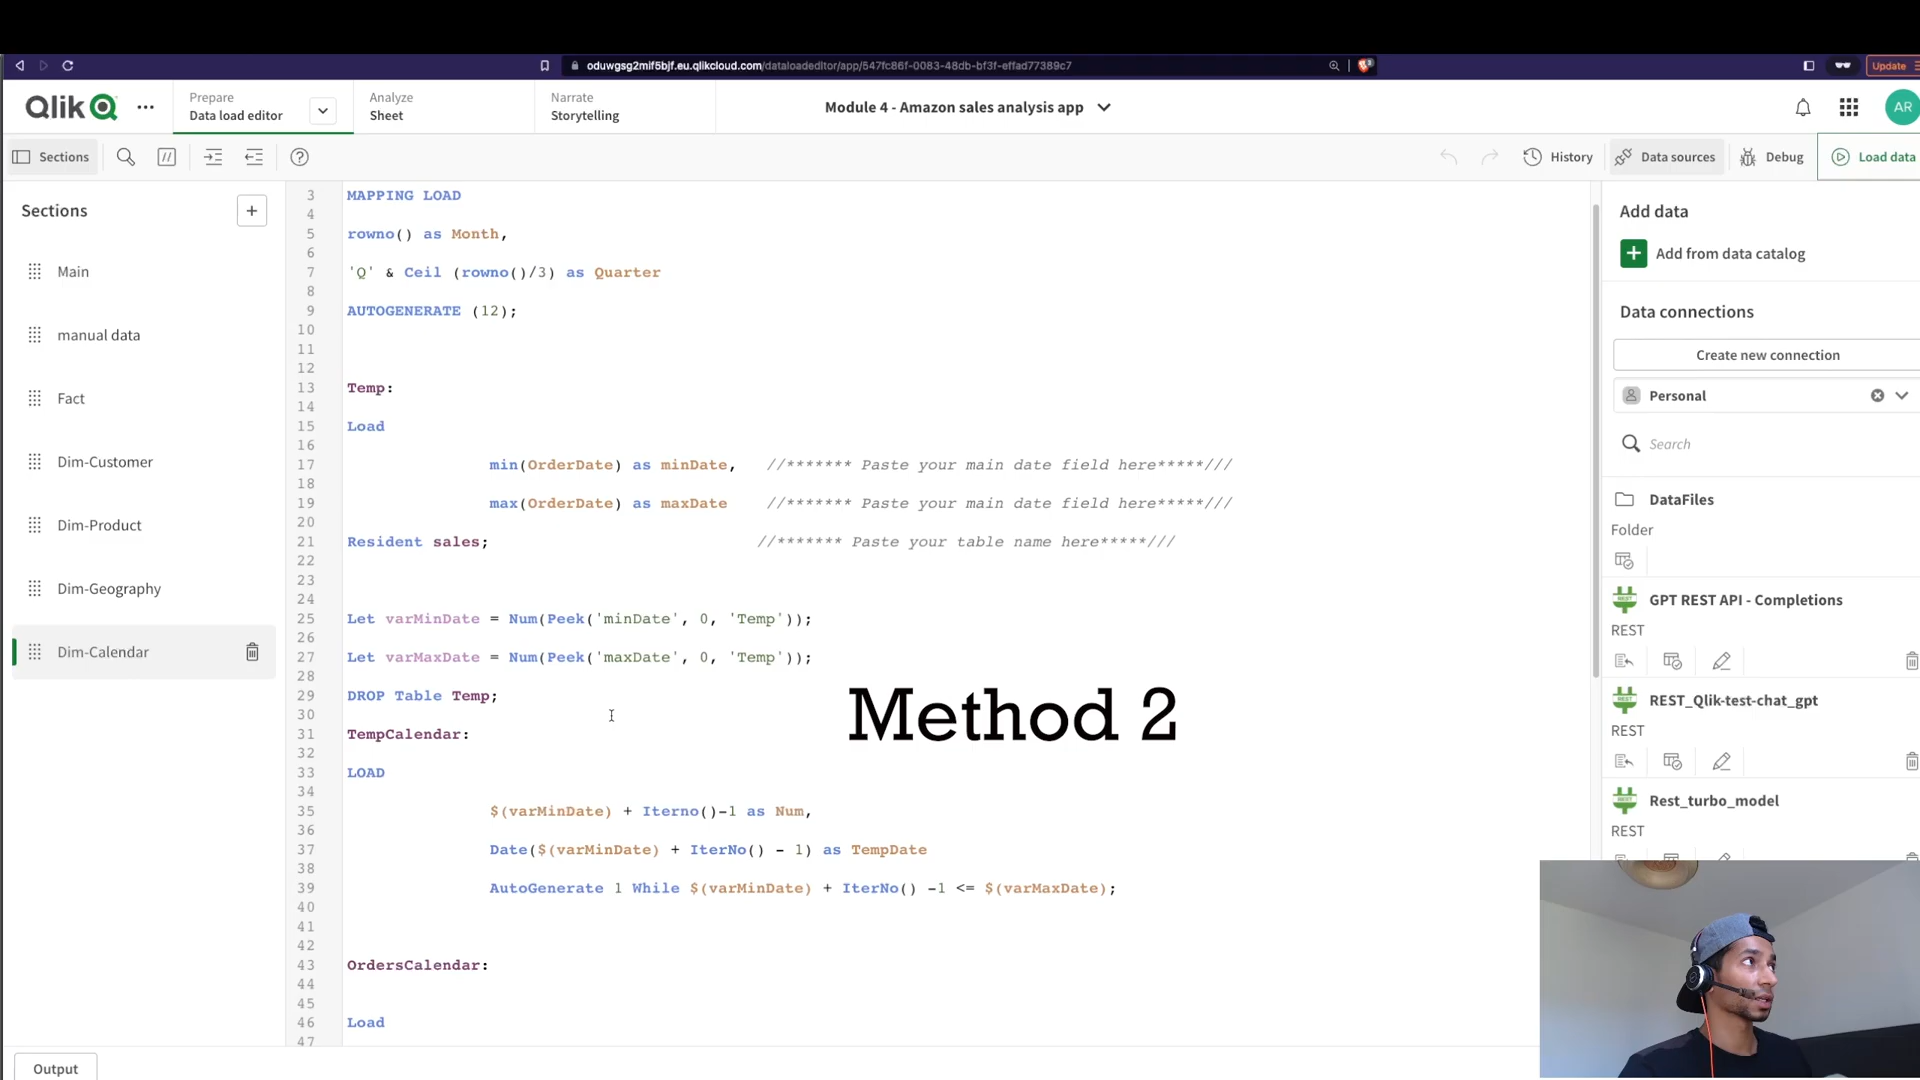 oduwgsg2mif5bjf.eu.qlikcloud.com/dataloadeditor/app/547fc86f-0083-48db-bf3f-effad77389c7
Update
Qlik
Prepare
Data load editor
Analyze
Sheet
Narrate
Storytelling
Module 4 - Amazon sales analysis app
AR
Sections
History
Data sources
Debug
Load data
Sections
Main
manual data
Fact
Dim-Customer
Dim-Product
Dim-Geography
Dim-Calendar
3 MAPPING LOAD
4
5 rowno() as Month,
6
7 'Q' & Ceil (rowno()/3) as Quarter
8
9 AUTOGENERATE (12);
10
11
12
13 Temp:
14
15 Load
16
17 min(OrderDate) as minDate, //******* Paste your main date field here*****///
18
19 max(OrderDate) as maxDate //******* Paste your main date field here*****///
20
21 Resident sales; //******* Paste your table name here*****///
22
23
24
25 Let varMinDate = Num(Peek('minDate', 0, 'Temp'));
26
27 Let varMaxDate = Num(Peek('maxDate', 0, 'Temp'));
28
29 DROP Table Temp;
30
31 TempCalendar:
32
33 LOAD
34
35 $(varMinDate) + Iterno()-1 as Num,
36
37 Date($(varMinDate) + IterNo() - 1) as TempDate
38
39 AutoGenerate 1 While $(varMinDate) + IterNo() -1 <= $(varMaxDate);
40
41
42
43 OrdersCalendar:
44
45
46 Load
47
Method 2
Add data
Add from data catalog
Data connections
Create new connection
Personal
Search
DataFiles
Folder
GPT REST API - Completions
REST
REST_Qlik-test-chat_gpt
REST
Rest_turbo_model
REST
Output